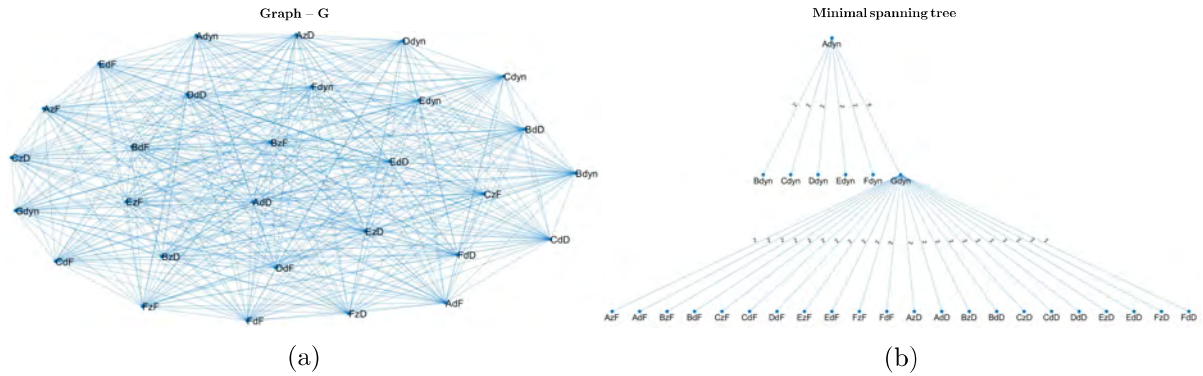 Graph – G
Minimal spanning tree
Adyn
AzD
Ddyn
Cdyn
EdF
DdD
Fdyn
Edyn
AzF
BdD
BdF
BzF
CzD
EdD
Bdyn
CzF
EzF
AdD
Gdyn
EzD
CdD
BzD
FdD
CdF
DdF
FzF
AdF
FzD
FdF
Adyn
Bdyn Cdyn Ddyn Edyn Fdyn Gdyn
AzF AdF BzF BdF CzF CdF DdF EzF EdF FzF FdF AzD AdD BzD BdD CzD CdD DdD EzD EdD FzD FdD
(a)
(b)